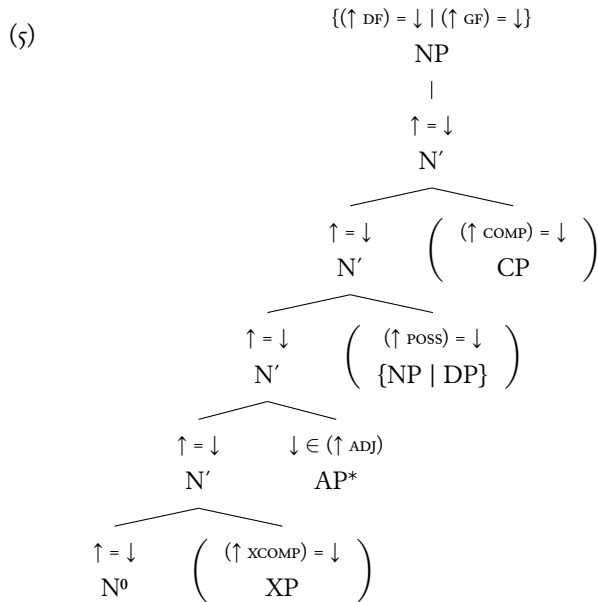 (5)
{(↑ DF) = ↓ | (↑ GF) = ↓}
NP
↑ = ↓
N′
↑ = ↓ ( (↑ COMP) = ↓ )
N′ CP
↑ = ↓ ( (↑ POSS) = ↓ )
N′ {NP | DP}
↑ = ↓ ↓ ∈ (↑ ADJ)
N′ AP*
↑ = ↓ ( (↑ XCOMP) = ↓ )
N⁰ XP